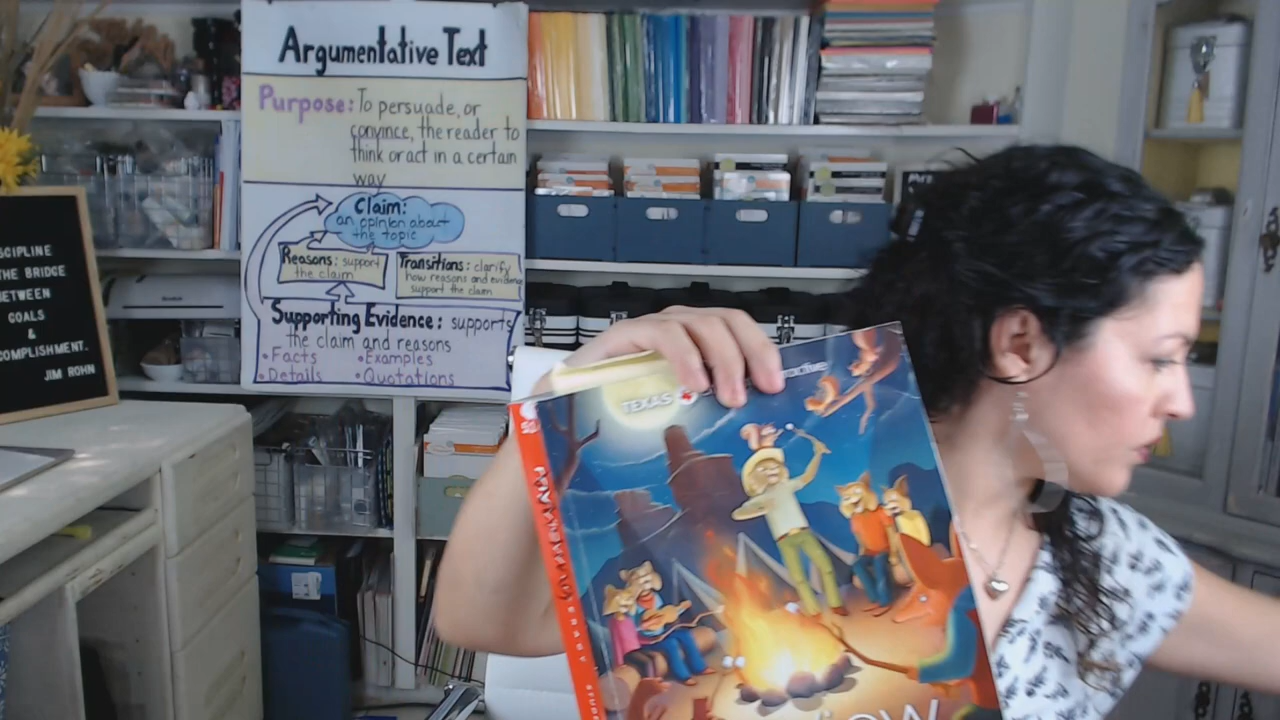 Argumentative Text
Purpose: To persuade, or
convince, the reader to
think or act in a certain
way
Claim:
an opinion about
the topic
Reasons: support
the claim
Transitions: clarify
how reasons and evidence
support the claim
Supporting Evidence: supports
the claim and reasons
• Facts
• Examples
• Details
• Quotations
SCIPLINE
THE BRIDGE
ETWEEN
GOALS
&
COMPLISHMENT.
JIM ROHN
TEXAS